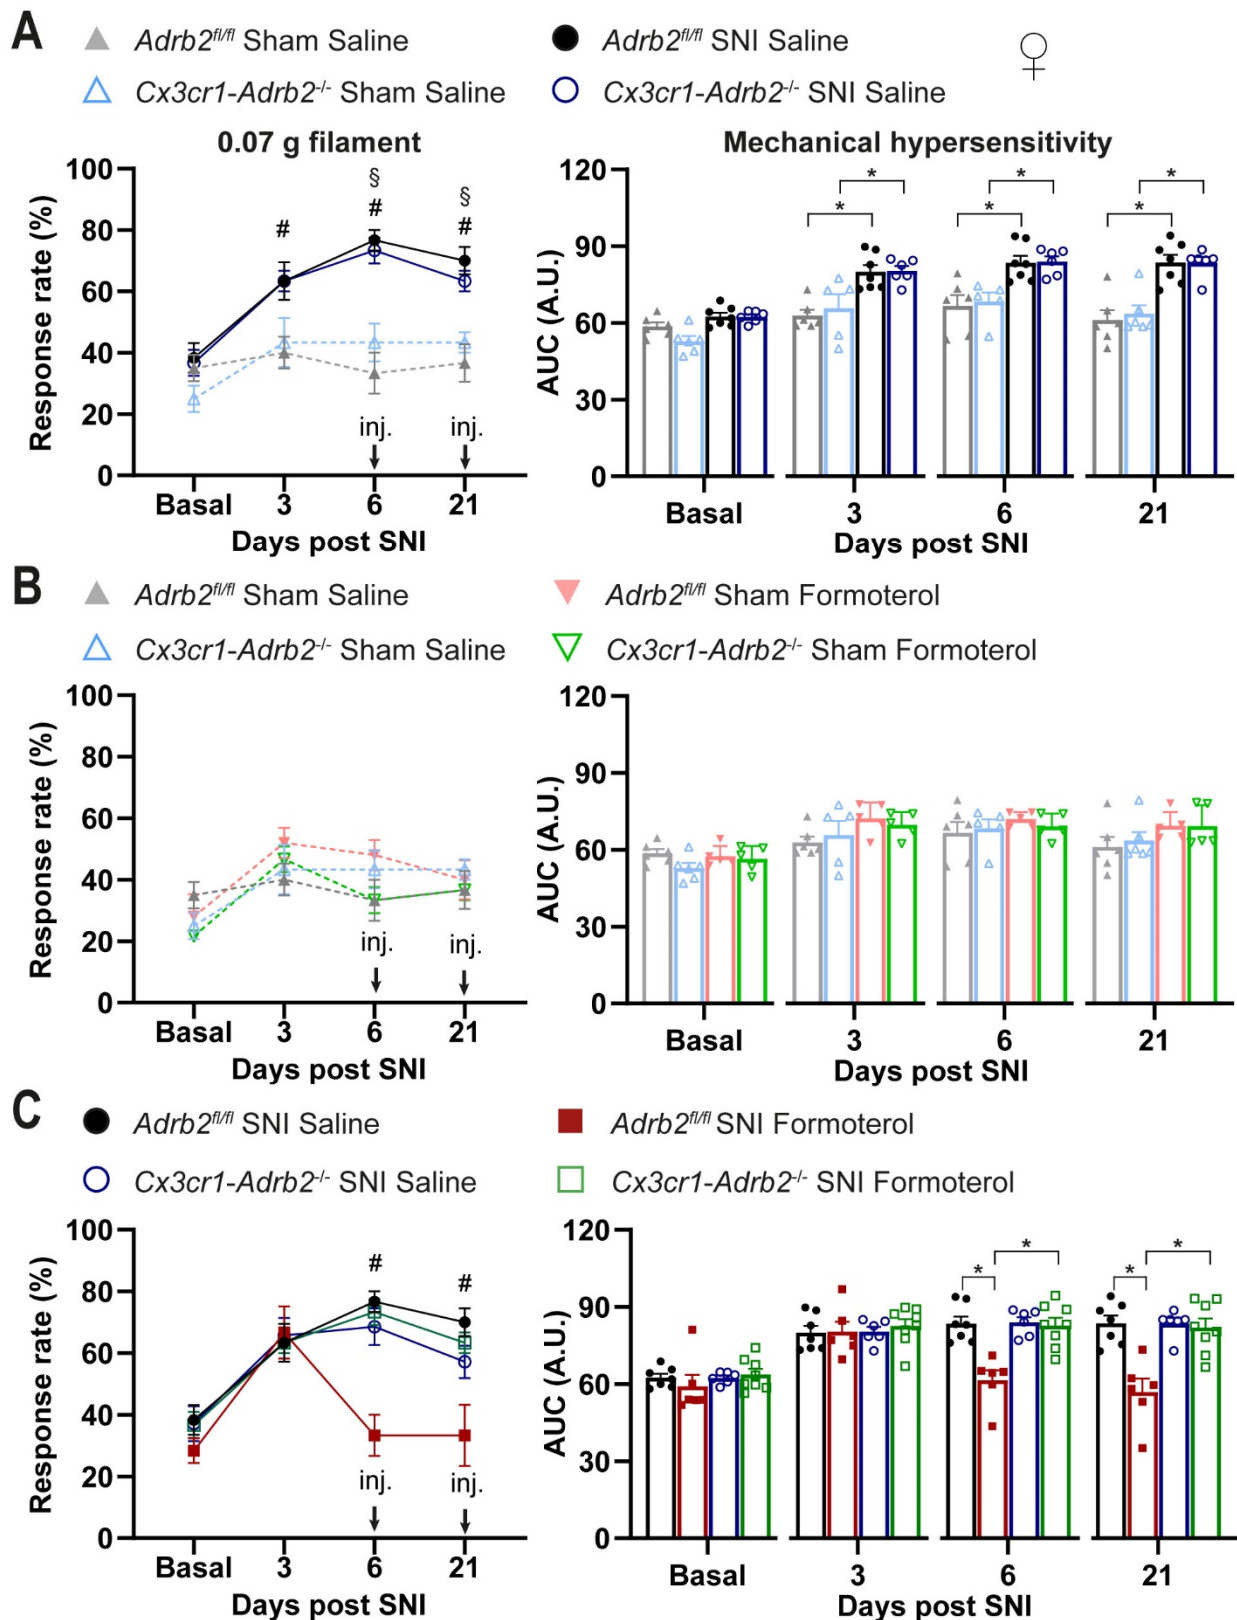 A
Adrb2fl/fl Sham Saline
Adrb2fl/fl SNI Saline
♀
Cx3cr1-Adrb2-/- Sham Saline
Cx3cr1-Adrb2-/- SNI Saline
0.07 g filament
Response rate (%)
100
80
60
40
20
0
#
§
#
§
#
inj.
inj.
Basal
3
6
21
Days post SNI
Mechanical hypersensitivity
AUC (A.U.)
120
90
60
30
0
*
*
*
*
*
*
Basal
3
6
21
Days post SNI
B
Adrb2fl/fl Sham Saline
Adrb2fl/fl Sham Formoterol
Cx3cr1-Adrb2-/- Sham Saline
Cx3cr1-Adrb2-/- Sham Formoterol
Response rate (%)
100
80
60
40
20
0
inj.
inj.
Basal
3
6
21
Days post SNI
AUC (A.U.)
120
90
60
30
0
Basal
3
6
21
Days post SNI
C
Adrb2fl/fl SNI Saline
Adrb2fl/fl SNI Formoterol
Cx3cr1-Adrb2-/- SNI Saline
Cx3cr1-Adrb2-/- SNI Formoterol
Response rate (%)
100
80
60
40
20
0
#
#
inj.
inj.
Basal
3
6
21
Days post SNI
AUC (A.U.)
120
90
60
30
0
*
*
*
*
Basal
3
6
21
Days post SNI